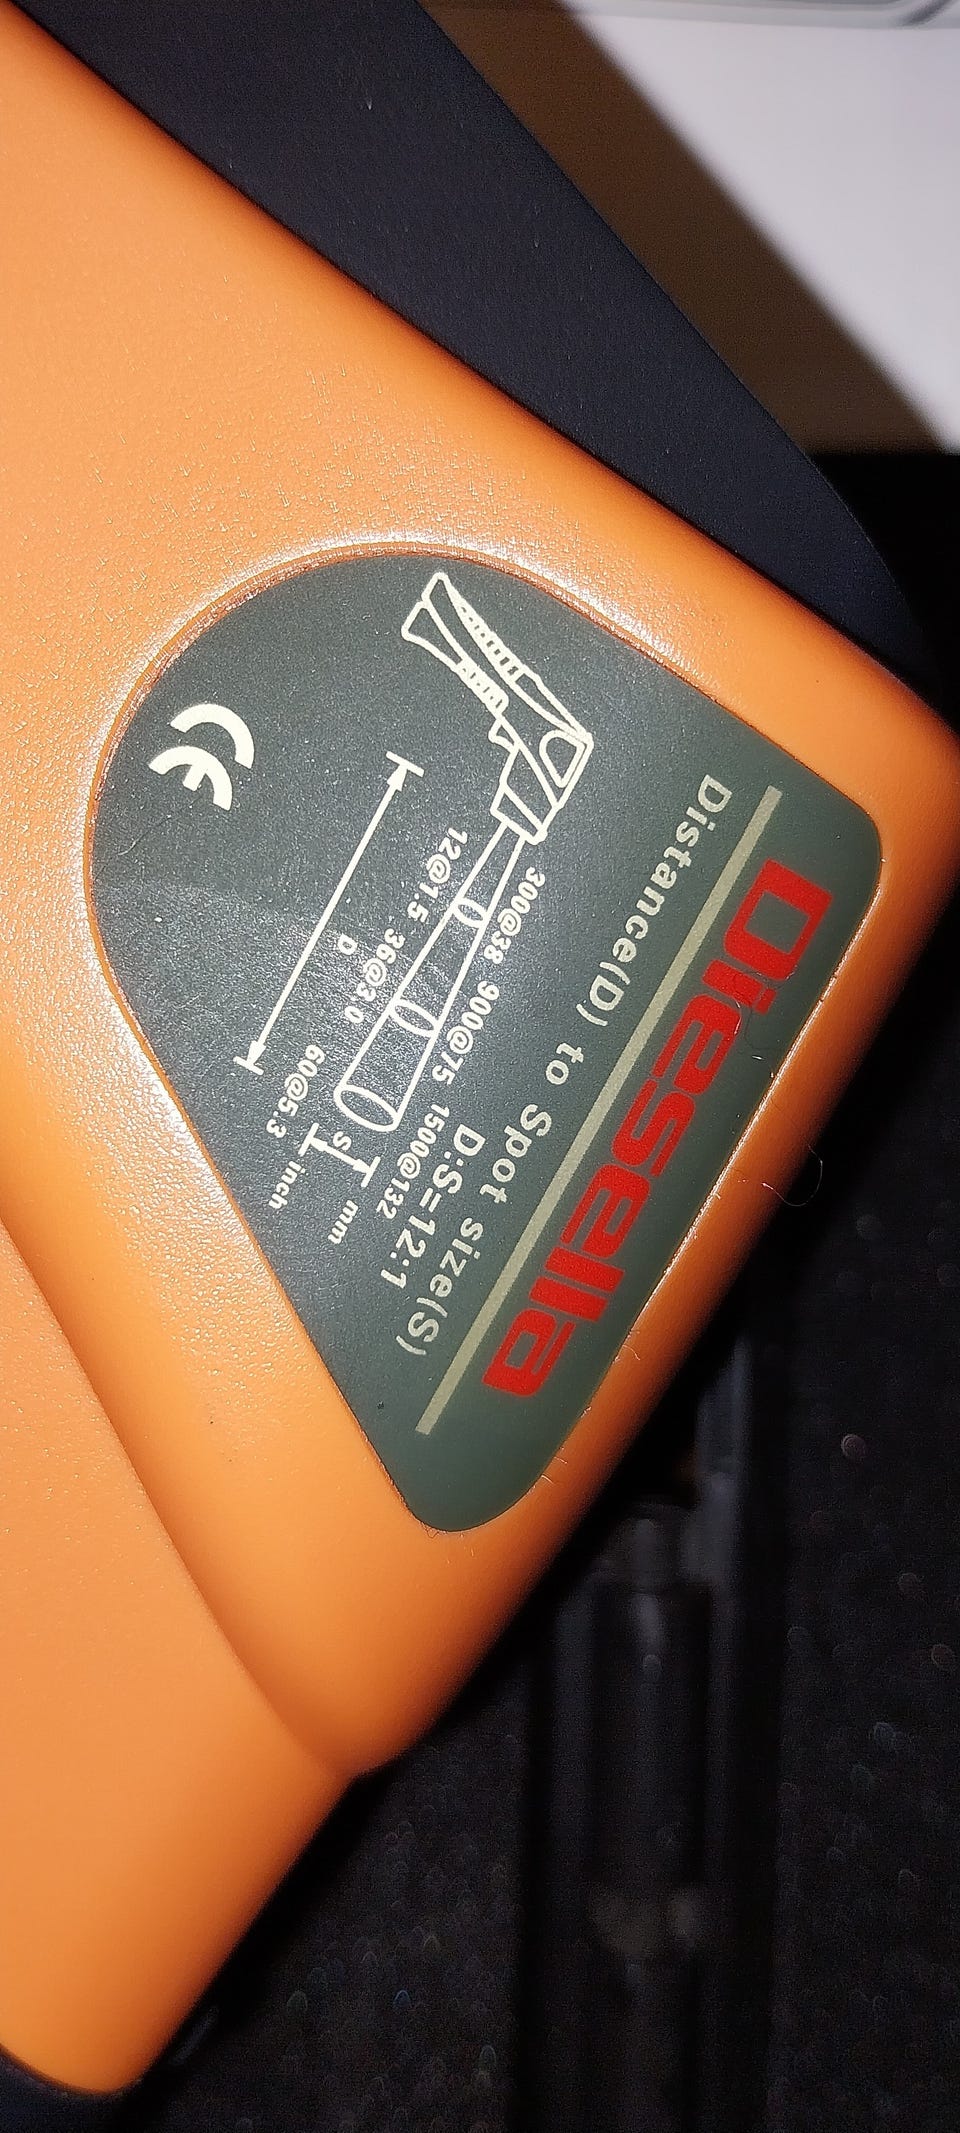 Diesella
Distance(D) to Spot size(S)
D:S=12:1
300@38 900@75 1500@132 mm
S
12@1.5 36@3.0 60@5.3 inch
D
CE